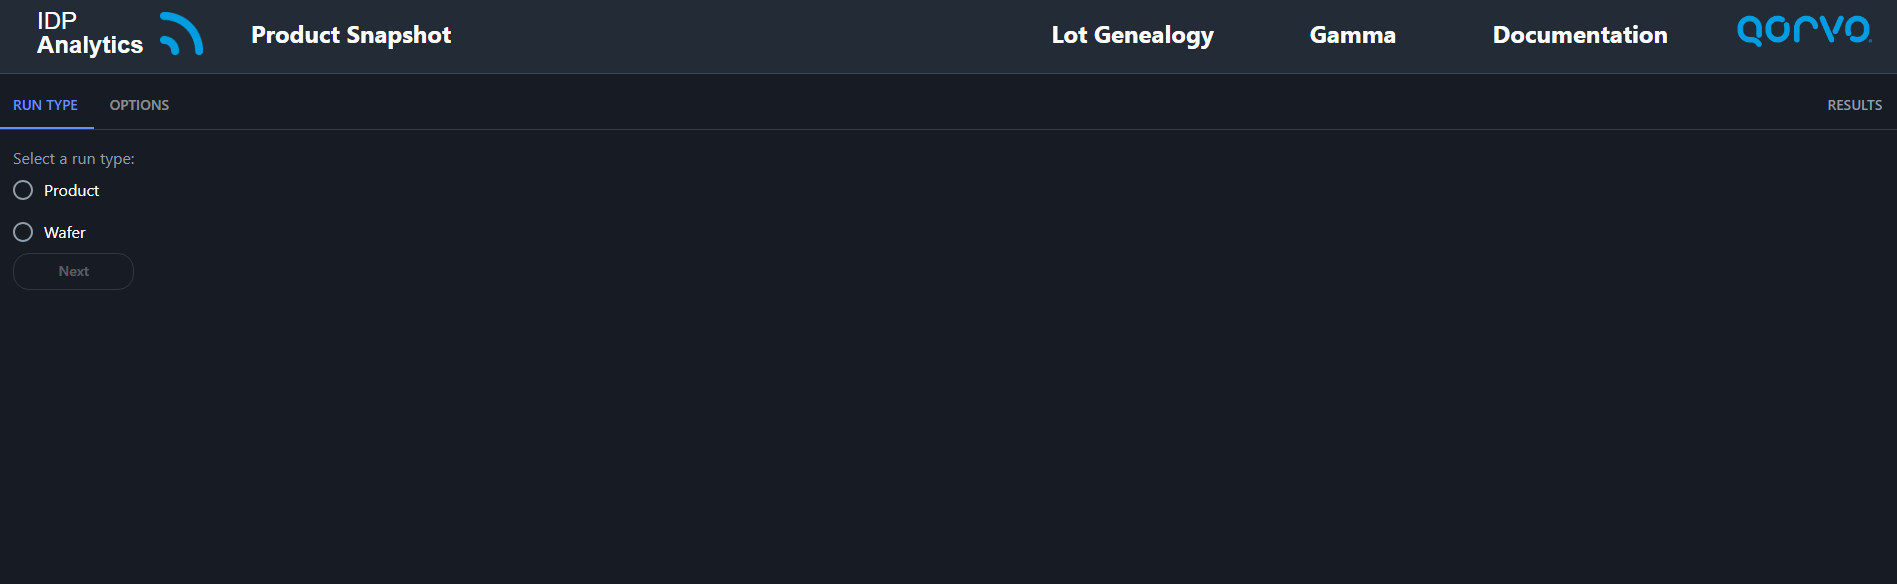 IDP
Analytics
Product Snapshot
Lot Genealogy
Gamma
Documentation
QORVO
RUN TYPE
OPTIONS
RESULTS
Select a run type:
Product
Wafer
Next